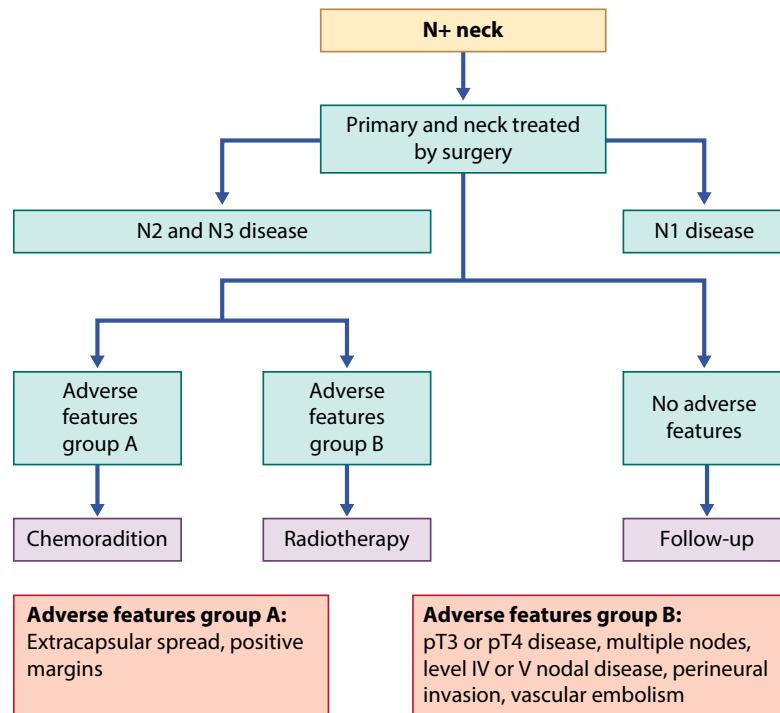 N+ neck
Primary and neck treated
by surgery
N2 and N3 disease
N1 disease
Adverse
features
group A
Adverse
features
group B
No adverse
features
Chemoradition
Radiotherapy
Follow-up
Adverse features group A:
Extracapsular spread, positive
margins
Adverse features group B:
pT3 or pT4 disease, multiple nodes,
level IV or V nodal disease, perineural
invasion, vascular embolism